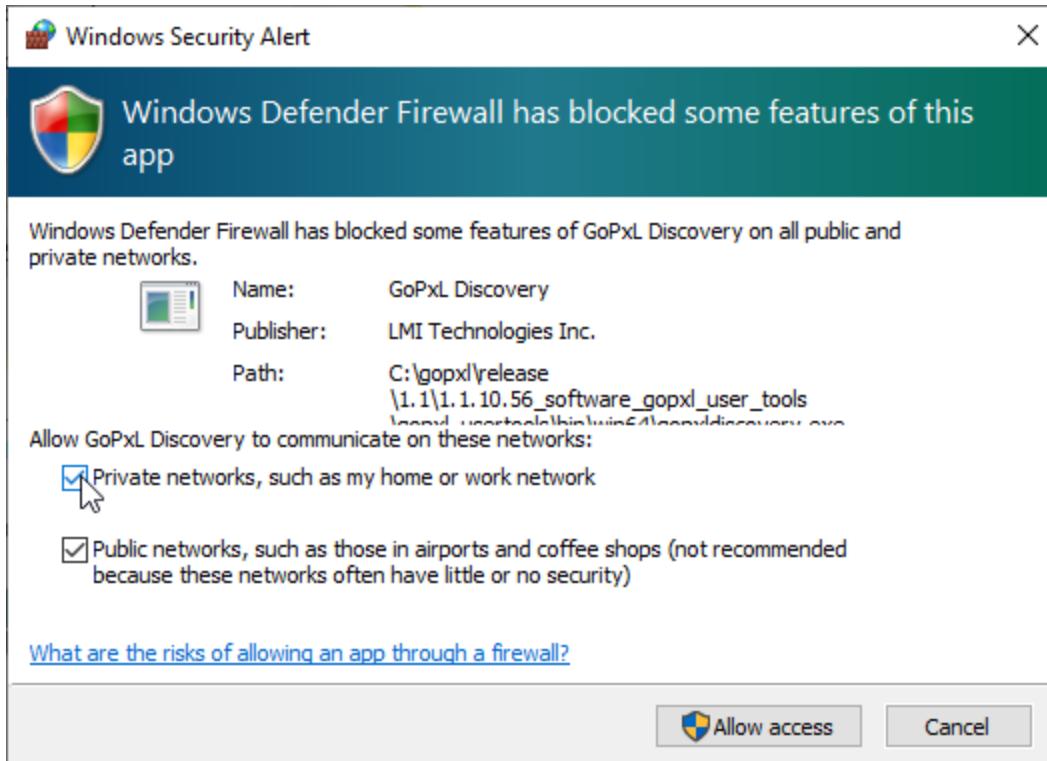 Windows Security Alert
Windows Defender Firewall has blocked some features of this
app
Windows Defender Firewall has blocked some features of GoPxL Discovery on all public and
private networks.
Name: GoPxL Discovery
Publisher: LMI Technologies Inc.
Path: C:\gopxl\release
\1.1\1.1.10.56_software_gopxl_user_tools
\gopxl_usertools\bin\win64\gopxldiscovery.exe
Allow GoPxL Discovery to communicate on these networks:
Private networks, such as my home or work network
Public networks, such as those in airports and coffee shops (not recommended
because these networks often have little or no security)
What are the risks of allowing an app through a firewall?
Allow access
Cancel